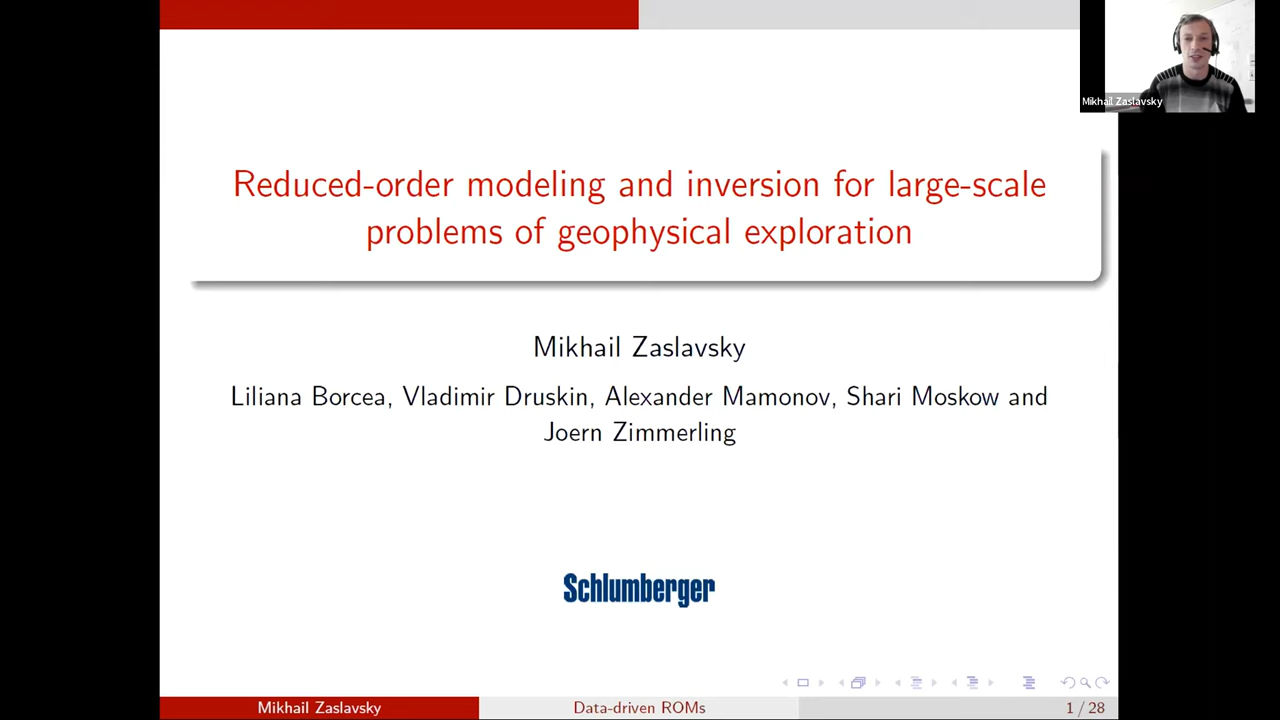 Mikhail Zaslavsky
Reduced-order modeling and inversion for large-scale
problems of geophysical exploration
Mikhail Zaslavsky
Liliana Borcea, Vladimir Druskin, Alexander Mamonov, Shari Moskow and
Joern Zimmerling
Schlumberger
Mikhail Zaslavsky
Data-driven ROMs
1 / 28